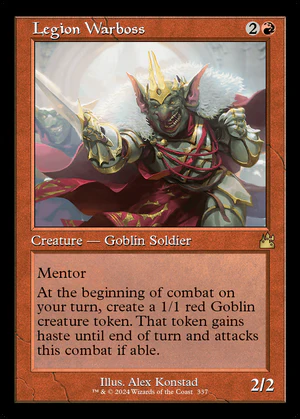 Legion Warboss 2
Creature — Goblin Soldier
Mentor
At the beginning of combat on
your turn, create a 1/1 red Goblin
creature token. That token gains
haste until end of turn and attacks
this combat if able.
Illus. Alex Konstad
™ & © 2024 Wizards of the Coast 337
2/2